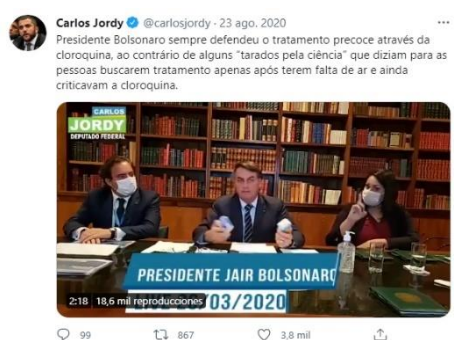 Carlos Jordy @carlosjordy · 23 ago. 2020
Presidente Bolsonaro sempre defendeu o tratamento precoce através da
cloroquina, ao contrário de alguns "tarados pela ciência" que diziam para as
pessoas buscarem tratamento apenas após terem falta de ar e ainda
criticavam a cloroquina.
CARLOS
JORDY
DEPUTADO FEDERAL
PRESIDENTE JAIR BOLSONARO
2:18 18,6 mil reproducciones
/03/2020
99 867 3,8 mil